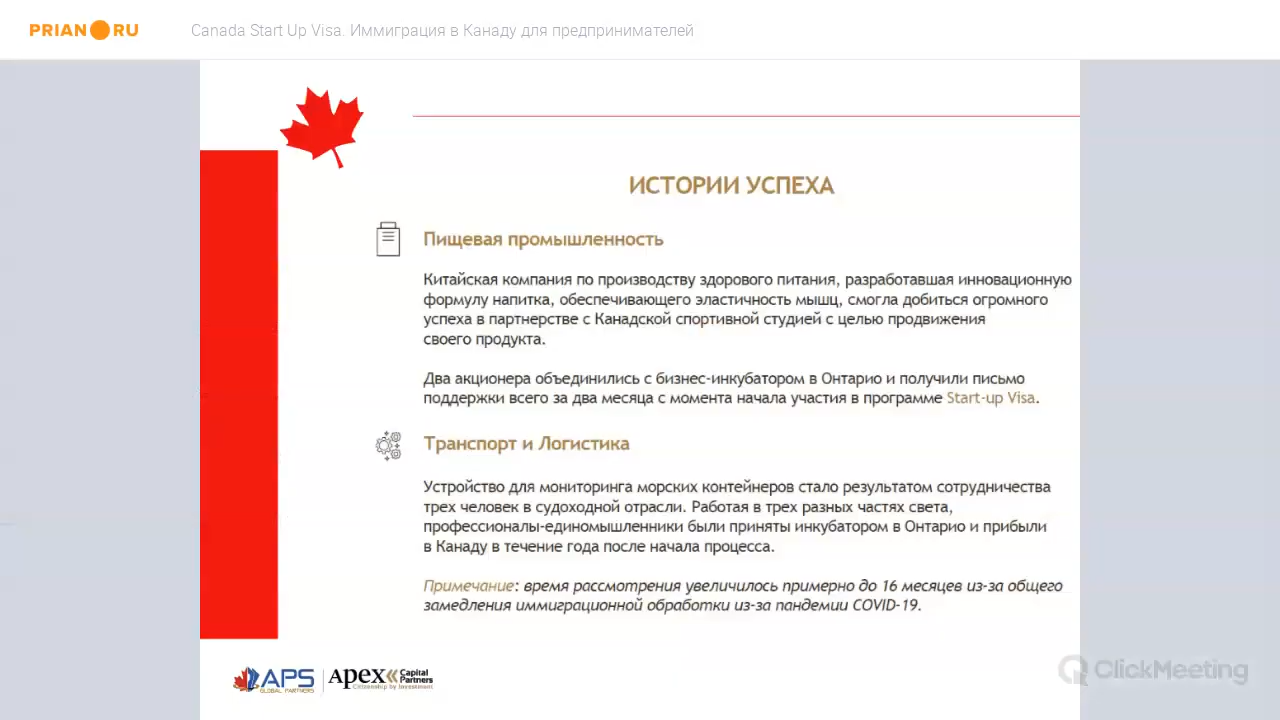 PRIAN RU
Canada Start Up Visa. Иммиграция в Канаду для предпринимателей
ИСТОРИИ УСПЕХА
Пищевая промышленность
Китайская компания по производству здорового питания, разработавшая инновационную
формулу напитка, обеспечивающего эластичность мышц, смогла добиться огромного
успеха в партнерстве с Канадской спортивной студией с целью продвижения
своего продукта.
Два акционера объединились с бизнес-инкубатором в Онтарио и получили письмо
поддержки всего за два месяца с момента начала участия в программе Start-up Visa.
Транспорт и Логистика
Устройство для мониторинга морских контейнеров стало результатом сотрудничества
трех человек в судоходной отрасли. Работая в трех разных частях света,
профессионалы-единомышленники были приняты инкубатором в Онтарио и прибыли
в Канаду в течение года после начала процесса.
Примечание: время рассмотрения увеличилось примерно до 16 месяцев из-за общего
замедления иммиграционной обработки из-за пандемии COVID-19.
APS
GLOBAL PARTNERS
Apex Capital Partners
Citizenship by Investment
ClickMeeting